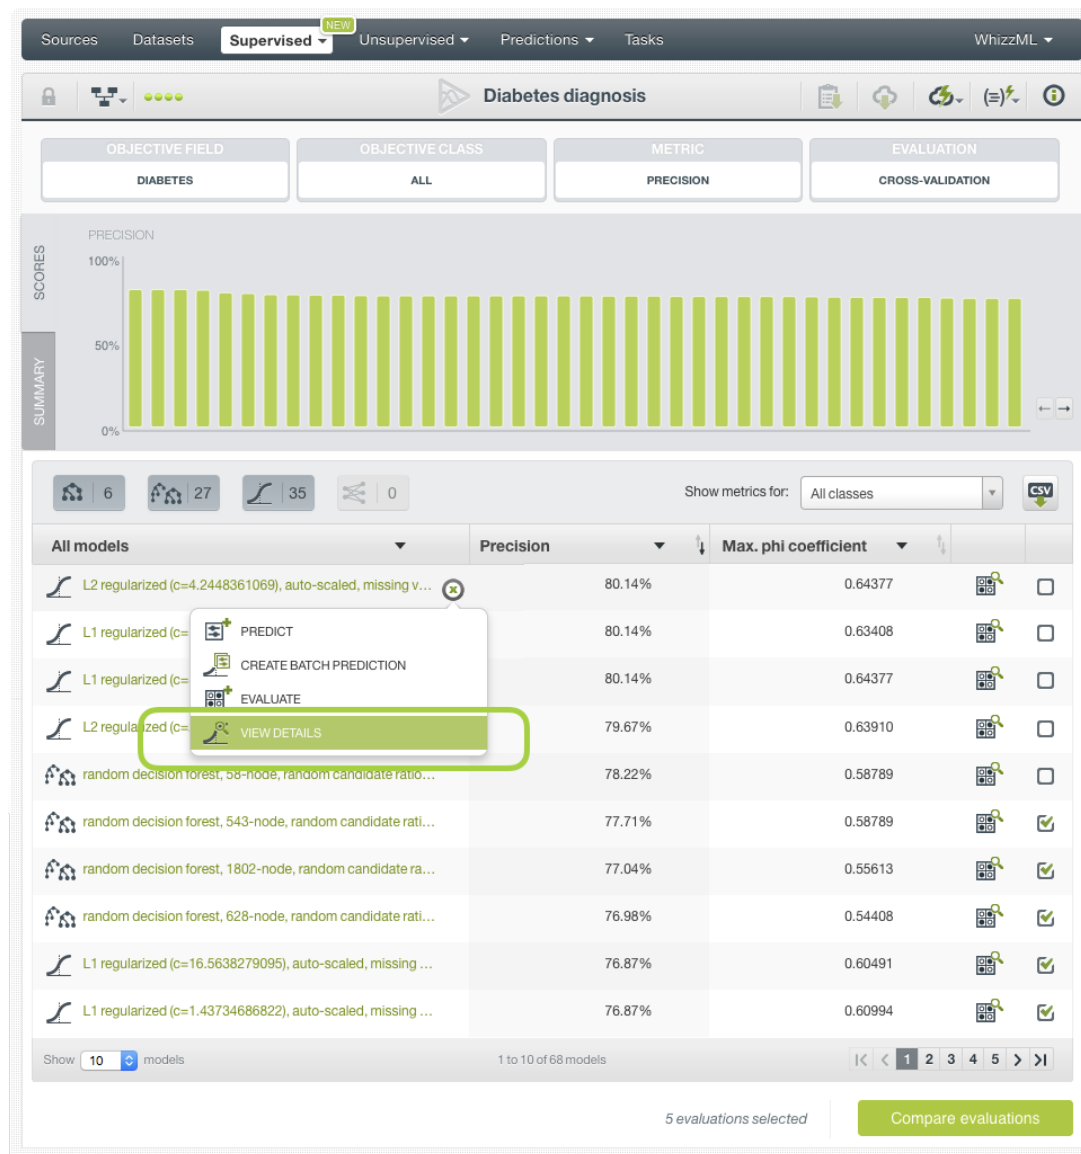 NEW
Sources Datasets Supervised Unsupervised Predictions Tasks WhizzML
Diabetes diagnosis
OBJECTIVE FIELD OBJECTIVE CLASS METRIC EVALUATION
DIABETES ALL PRECISION CROSS-VALIDATION
SCORES
SUMMARY
PRECISION
100%
50%
0%
6 27 35 0 Show metrics for: All classes CSV
All models Precision Max. phi coefficient
L2 regularized (c=4.2448361069), auto-scaled, missing v... 80.14% 0.64377
L1 regularized (c= 80.14% 0.63408
PREDICT
CREATE BATCH PREDICTION
L1 regularized (c= 80.14% 0.64377
EVALUATE
L2 regularized (c= 79.67% 0.63910
VIEW DETAILS
random decision forest, 58-node, random candidate ratio... 78.22% 0.58789
random decision forest, 543-node, random candidate rati... 77.71% 0.58789
random decision forest, 1802-node, random candidate ra... 77.04% 0.55613
random decision forest, 628-node, random candidate rati... 76.98% 0.54408
L1 regularized (c=16.5638279095), auto-scaled, missing ... 76.87% 0.60491
L1 regularized (c=1.43734686822), auto-scaled, missing ... 76.87% 0.60994
Show 10 models 1 to 10 of 68 models 1 2 3 4 5
5 evaluations selected Compare evaluations